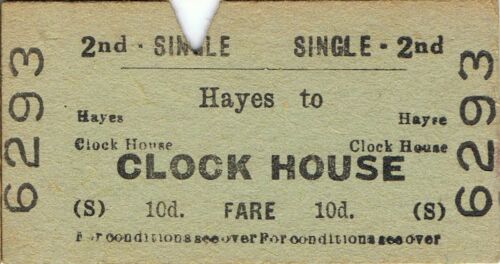 2nd · SINGLE SINGLE · 2nd
Hayes to
Hayes Hayes
Clock House Clock House
CLOCK HOUSE
(S) 10d. FARE 10d. (S)
For conditions see over For conditions see over
6293 6293